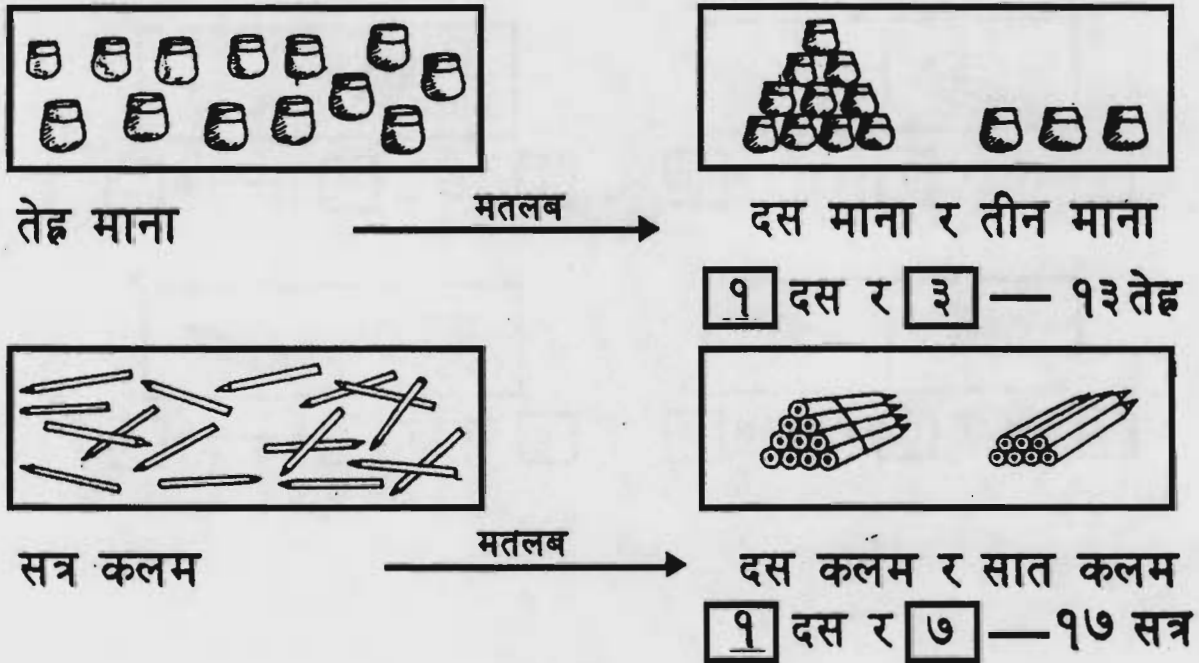 तेह्र माना
मतलब
दस माना र तीन माना
१ दस र ३ — १३ तेह्र
सत्र कलम
मतलब
दस कलम र सात कलम
१ दस र ७ — १७ सत्र